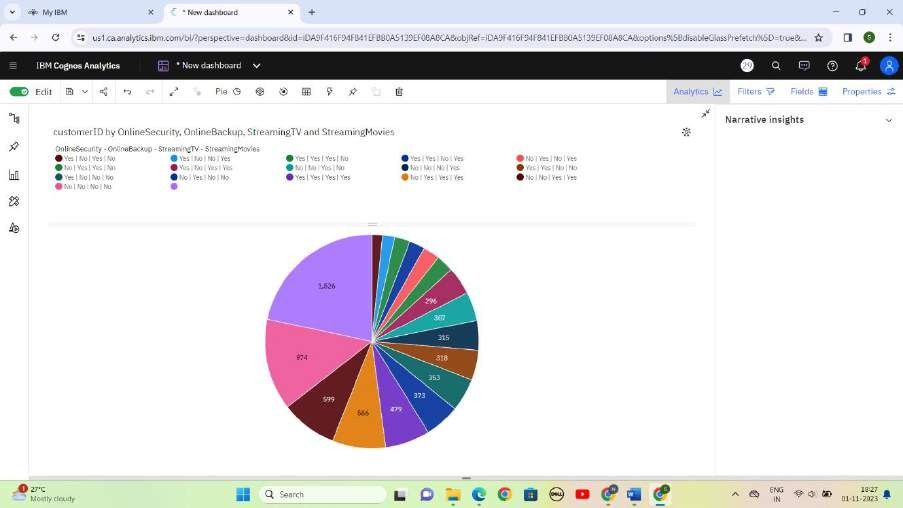 My IBM
* New dashboard
us1.ca.analytics.ibm.com/bi/?perspective=dashboard&id=iDA9F416F94F841EFB80A5139EF08A8CA&objRef=iDA9F416F94F841EFB80A5139EF08A8CA&options%5BdisableGlassPrefetch%5D=true&...
S
IBM Cognos Analytics
* New dashboard
29
1
Edit
Pie
Analytics
Filters
Fields
Properties
customerID by OnlineSecurity, OnlineBackup, StreamingTV and StreamingMovies
Narrative insights
OnlineSecurity - OnlineBackup - StreamingTV - StreamingMovies
Yes | No | Yes | No
Yes | No | No | Yes
Yes | Yes | Yes | No
Yes | Yes | No | Yes
No | Yes | No | Yes
No | Yes | Yes | No
Yes | No | Yes | Yes
No | No | Yes | No
No | No | No | Yes
Yes | Yes | No | No
Yes | No | No | No
No | Yes | No | No
Yes | Yes | Yes | Yes
No | Yes | Yes | Yes
No | No | Yes | Yes
No | No | No | No
1,526
296
307
315
318
353
373
479
566
599
974
1
27°C
Mostly cloudy
Search
DELL
ENG
IN
18:27
01-11-2023